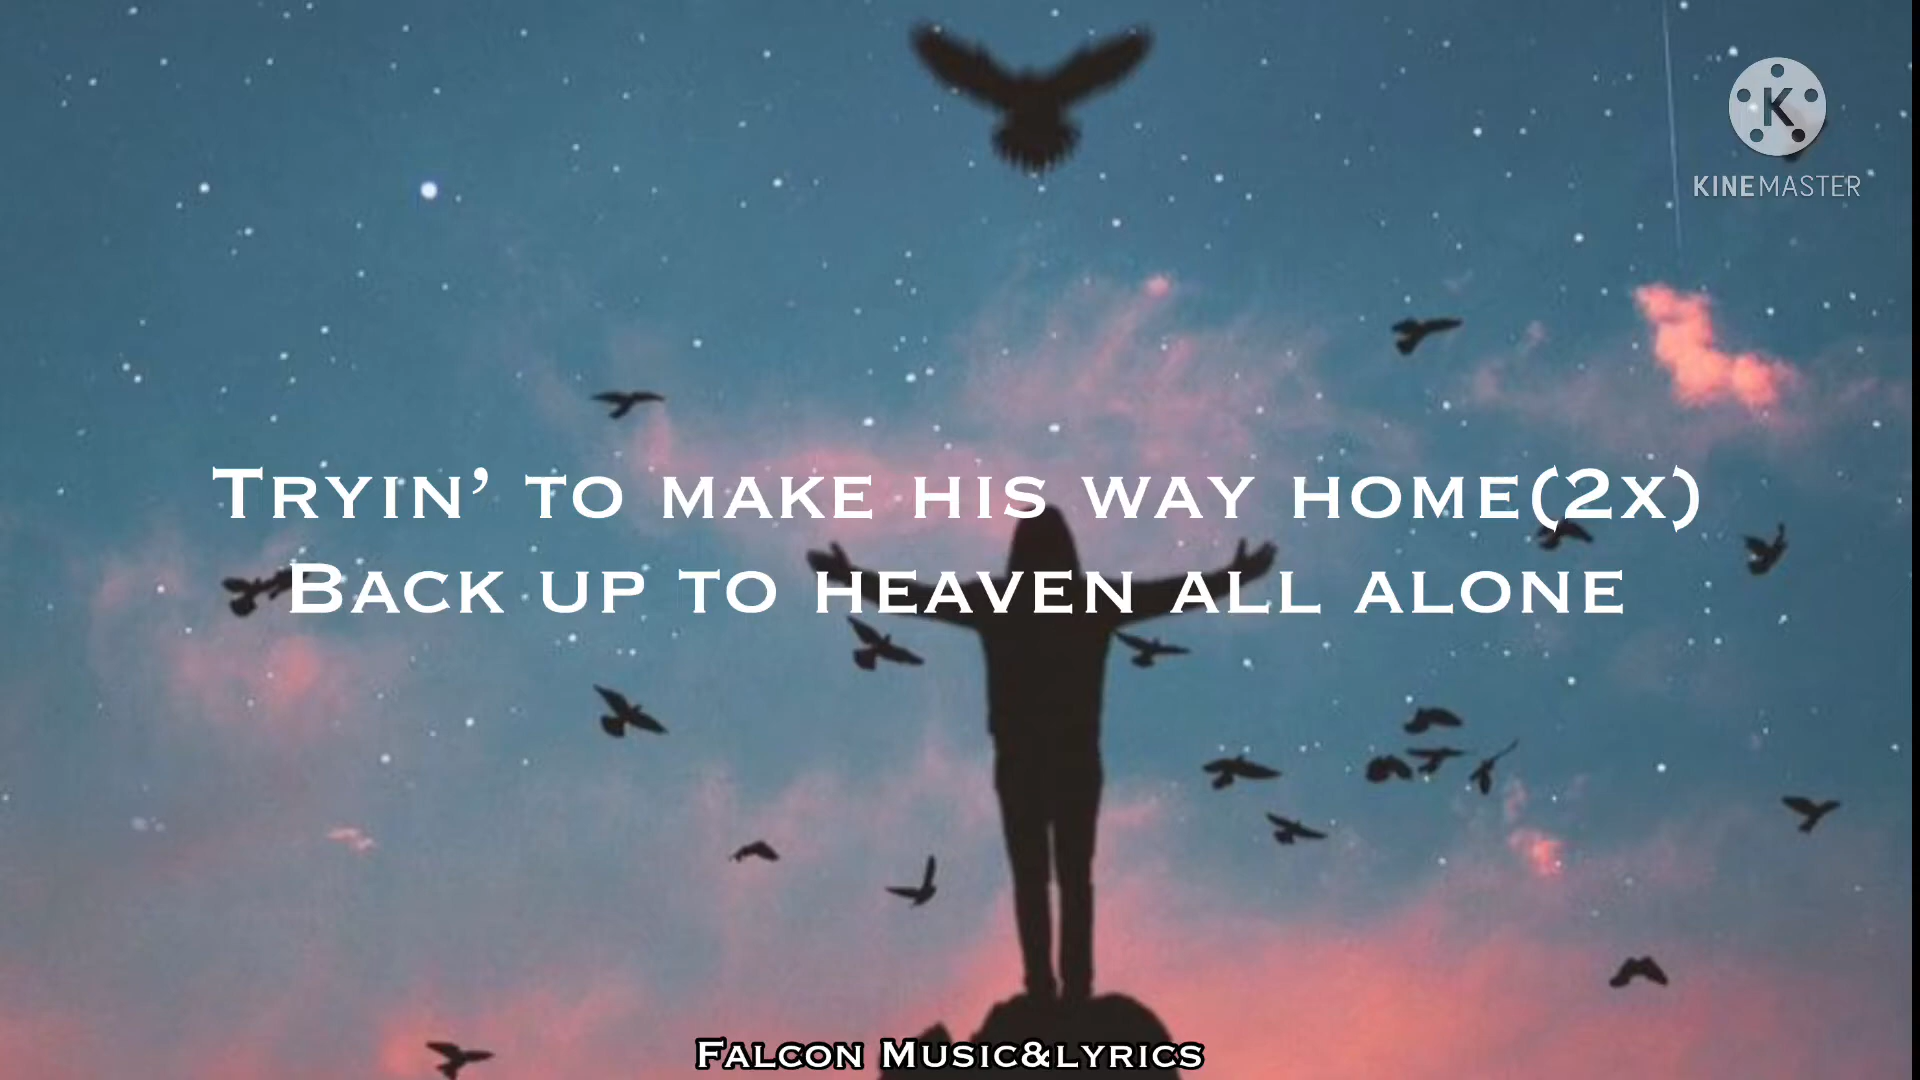 K
KINEMASTER
Tryin’ to make his way home(2x)
Back up to heaven all alone
Falcon Music&lyrics